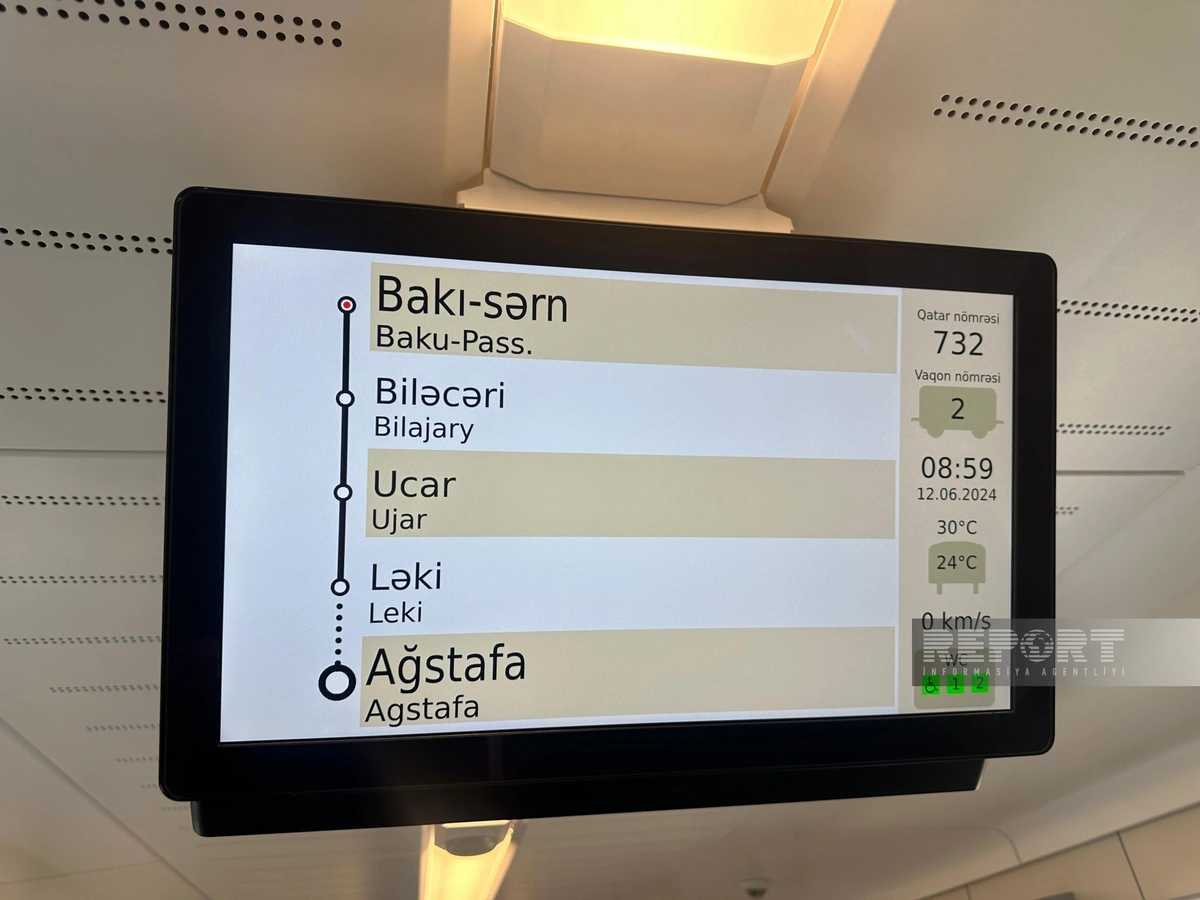 Bakı-sərn
Baku-Pass.
Biləcəri
Bilajary
Ucar
Ujar
Ləki
Leki
Ağstafa
Agstafa
Qatar nömrəsi
732
Vaqon nömrəsi
2
08:59
12.06.2024
30°C
24°C
0 km/s
WC
1 2
REPORT
İNFORMASİYA AGENTLİYİ